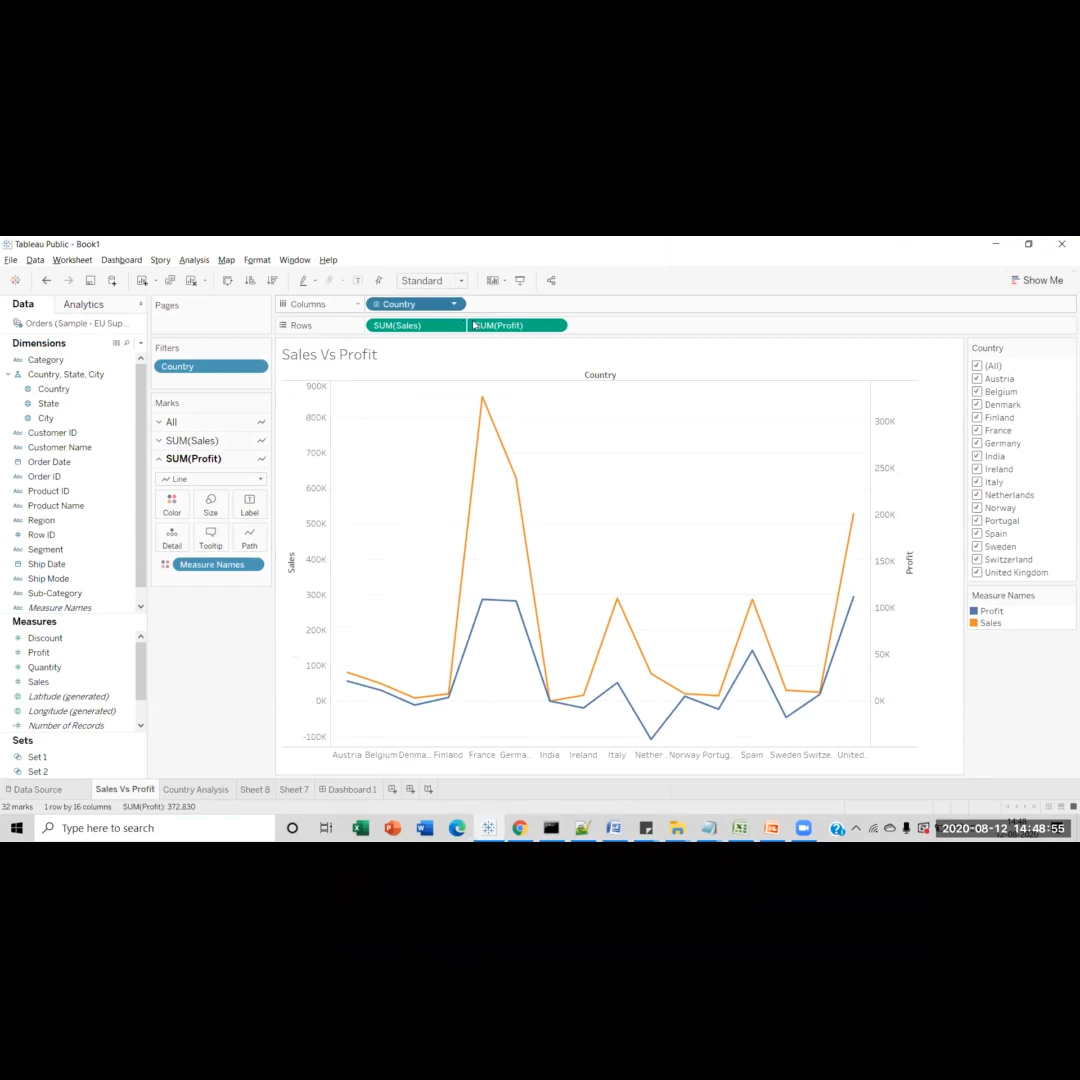 Tableau Public - Book1
File Data Worksheet Dashboard Story Analysis Map Format Window Help
Standard
Show Me
Data
Analytics
Orders (Sample - EU Sup...
Dimensions
Category
Country, State, City
Country
State
City
Customer ID
Customer Name
Order Date
Order ID
Product ID
Product Name
Region
Row ID
Segment
Ship Date
Ship Mode
Sub-Category
Measure Names
Measures
Discount
Profit
Quantity
Sales
Latitude (generated)
Longitude (generated)
Number of Records
Sets
Set 1
Set 2
Pages
Filters
Country
Marks
All
SUM(Sales)
SUM(Profit)
Line
Color Size Label
Detail Tooltip Path
Measure Names
Columns Country
Rows SUM(Sales) SUM(Profit)
Sales Vs Profit
Country
900K
800K
700K
600K
500K
400K
300K
200K
100K
0K
-100K
Sales
300K
250K
200K
150K
100K
50K
0K
Profit
Austria Belgium Denma.. Finland France Germa.. India Ireland Italy Nether.. Norway Portug.. Spain Sweden Switze.. United..
Country
(All)
Austria
Belgium
Denmark
Finland
France
Germany
India
Ireland
Italy
Netherlands
Norway
Portugal
Spain
Sweden
Switzerland
United Kingdom
Measure Names
Profit
Sales
Data Source Sales Vs Profit Country Analysis Sheet 8 Sheet 7 Dashboard 1
32 marks 1 row by 16 columns SUM(Profit): 372.830
Type here to search
2020-08-12 14:48:55